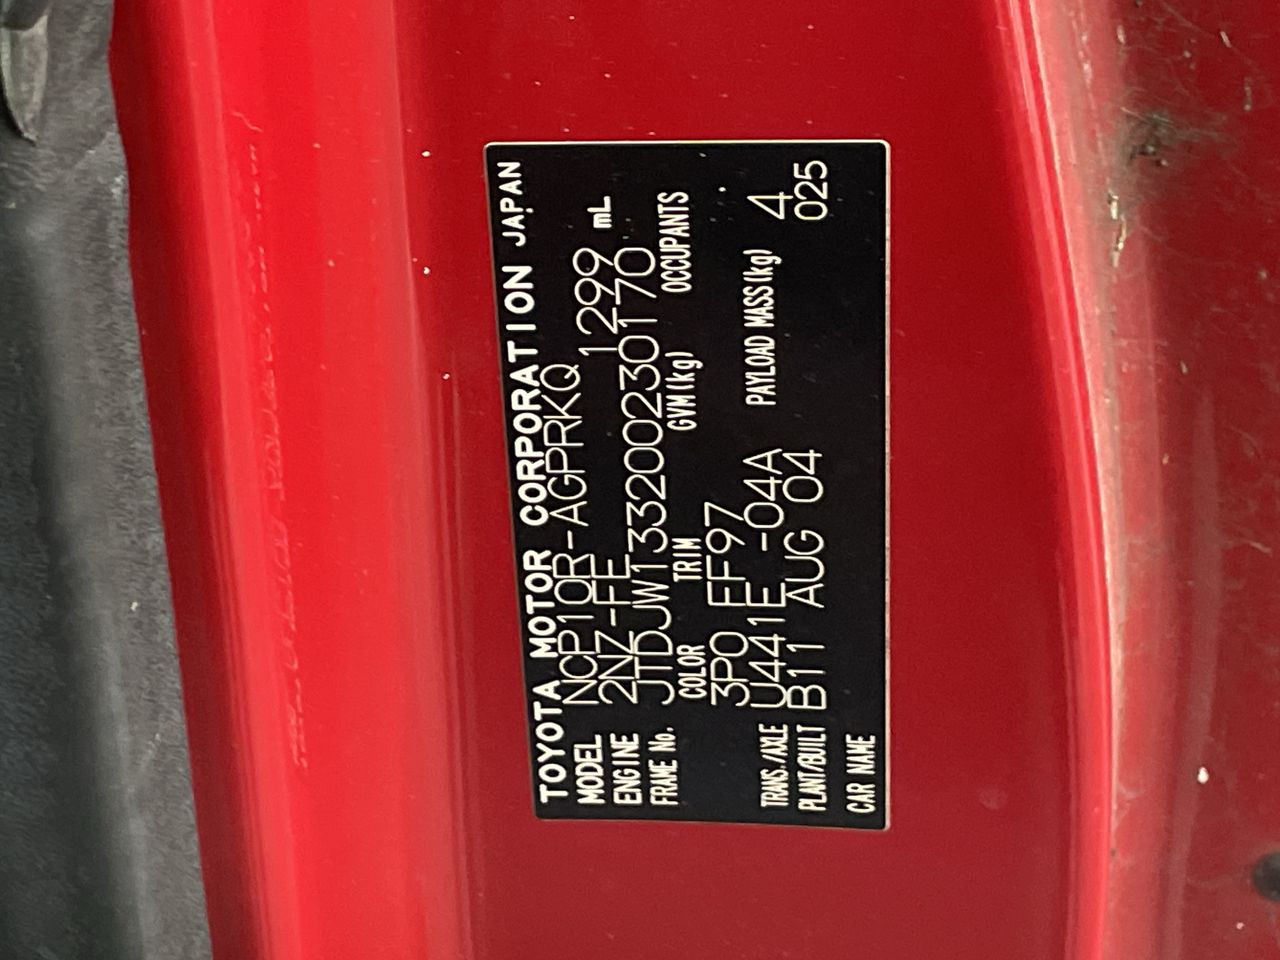 TOYOTA MOTOR CORPORATION JAPAN
MODEL NCP10R-AGPRKQ
ENGINE 2NZ-FE 1299 mL
FRAME No. JTDJW133200230170
COLOR TRIM GVM(kg) OCCUPANTS
3P0 EF97
TRANS./AXLE U441E -04A PAYLOAD MASS(kg) 4
PLANT/BUILT B11 AUG 04 025
CAR NAME